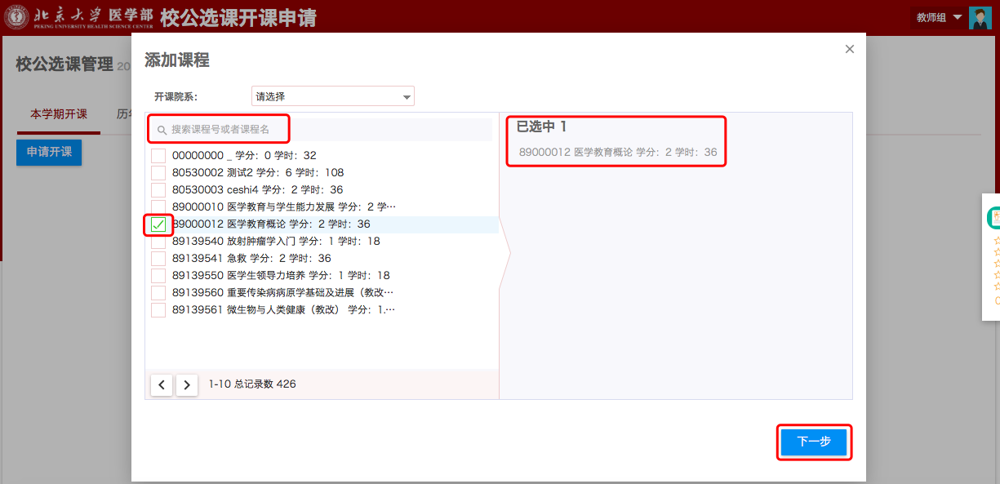 北京大学 医学部 校公选课开课申请
PEKING UNIVERSITY HEALTH SCIENCE CENTER
教师组
校公选课管理 20
本学期开课 历
申请开课
添加课程
×
开课院系： 请选择
搜索课程号或者课程名
00000000 _ 学分：0 学时：32
80530002 测试2 学分：6 学时：108
80530003 ceshi4 学分：2 学时：36
89000010 医学教育与学生能力发展 学分：2 学…
89000012 医学教育概论 学分：2 学时：36
89139540 放射肿瘤学入门 学分：1 学时：18
89139541 急救 学分：2 学时：36
89139550 医学生领导力培养 学分：1 学时：18
89139560 重要传染病病原学基础及进展（教改…
89139561 微生物与人类健康（教改） 学分：1.…
1-10 总记录数 426
已选中 1
89000012 医学教育概论 学分：2 学时：36
下一步